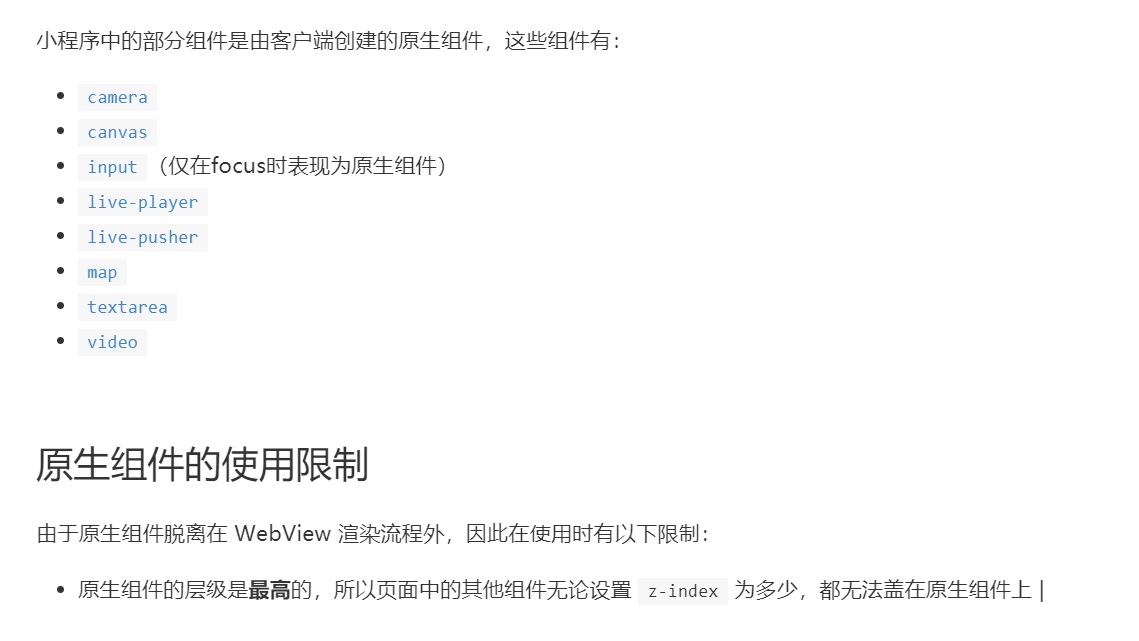 小程序中的部分组件是由客户端创建的原生组件，这些组件有：
camera
canvas
input （仅在focus时表现为原生组件）
live-player
live-pusher
map
textarea
video
原生组件的使用限制
由于原生组件脱离在 WebView 渲染流程外，因此在使用时有以下限制：
原生组件的层级是最高的，所以页面中的其他组件无论设置 z-index 为多少，都无法盖在原生组件上 |